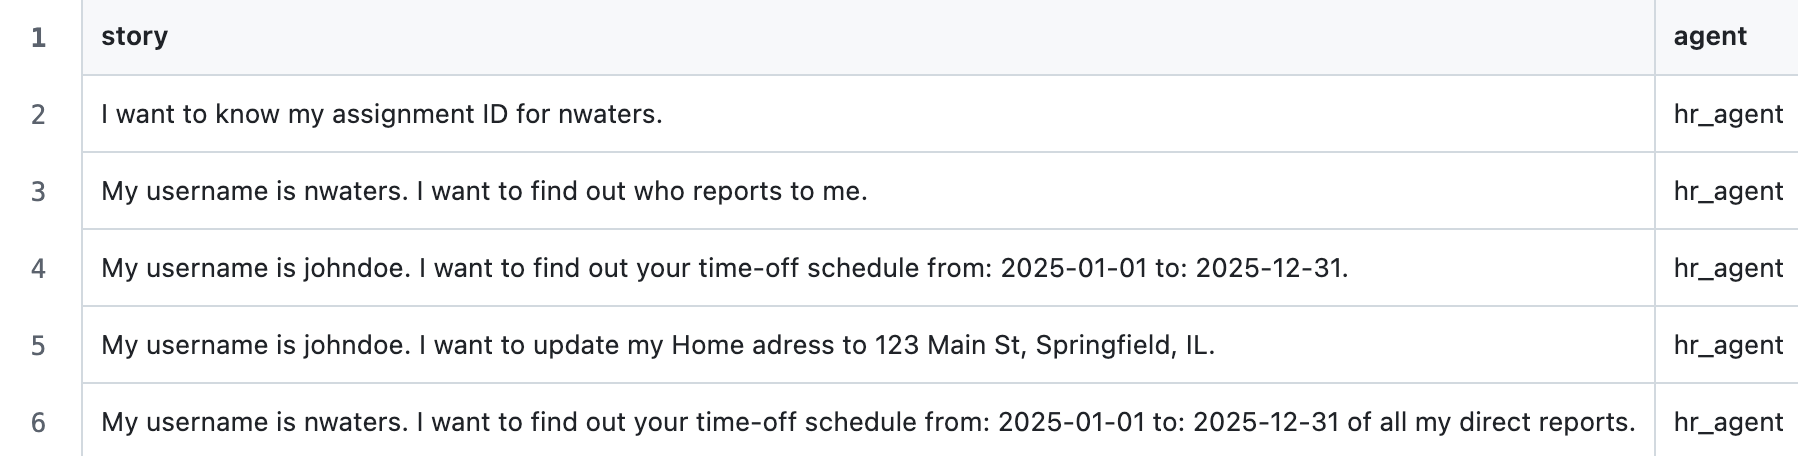 1 story agent
2 I want to know my assignment ID for nwaters. hr_agent
3 My username is nwaters. I want to find out who reports to me. hr_agent
4 My username is johndoe. I want to find out your time-off schedule from: 2025-01-01 to: 2025-12-31. hr_agent
5 My username is johndoe. I want to update my Home adress to 123 Main St, Springfield, IL. hr_agent
6 My username is nwaters. I want to find out your time-off schedule from: 2025-01-01 to: 2025-12-31 of all my direct reports. hr_agent